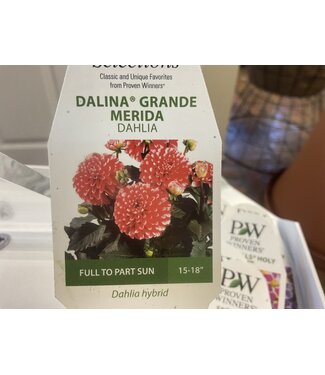 Selections
Classic and Unique Favorites
from Proven Winners®
DALINA® GRANDE
MERIDA
DAHLIA
FULL TO PART SUN 15-18"
Dahlia hybrid
PW
PROVEN
WINNERS
HOLY
PW
PROVEN
WINNERS